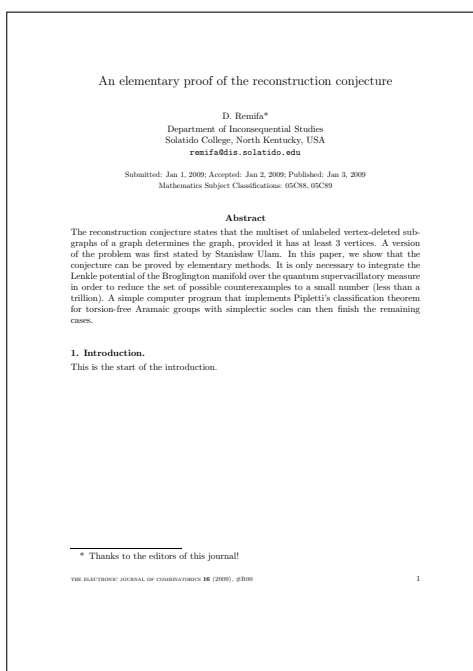 An elementary proof of the reconstruction conjecture
D. Remifa*
Department of Inconsequential Studies
Solatido College, North Kentucky, USA
remifa@dis.solatido.edu
Submitted: Jan 1, 2009; Accepted: Jan 2, 2009; Published: Jan 3, 2009
Mathematics Subject Classifications: 05C88, 05C89
Abstract
The reconstruction conjecture states that the multiset of unlabeled vertex-deleted sub-
graphs of a graph determines the graph, provided it has at least 3 vertices. A version
of the problem was first stated by Stanisław Ulam. In this paper, we show that the
conjecture can be proved by elementary methods. It is only necessary to integrate the
Lenkle potential of the Broglington manifold over the quantum supervacillatory measure
in order to reduce the set of possible counterexamples to a small number (less than a
trillion). A simple computer program that implements Pipletti's classification theorem
for torsion-free Aramaic groups with simplectic socles can then finish the remaining
cases.
1. Introduction.
This is the start of the introduction.
* Thanks to the editors of this journal!
THE ELECTRONIC JOURNAL OF COMBINATORICS 16 (2009), #R00 1